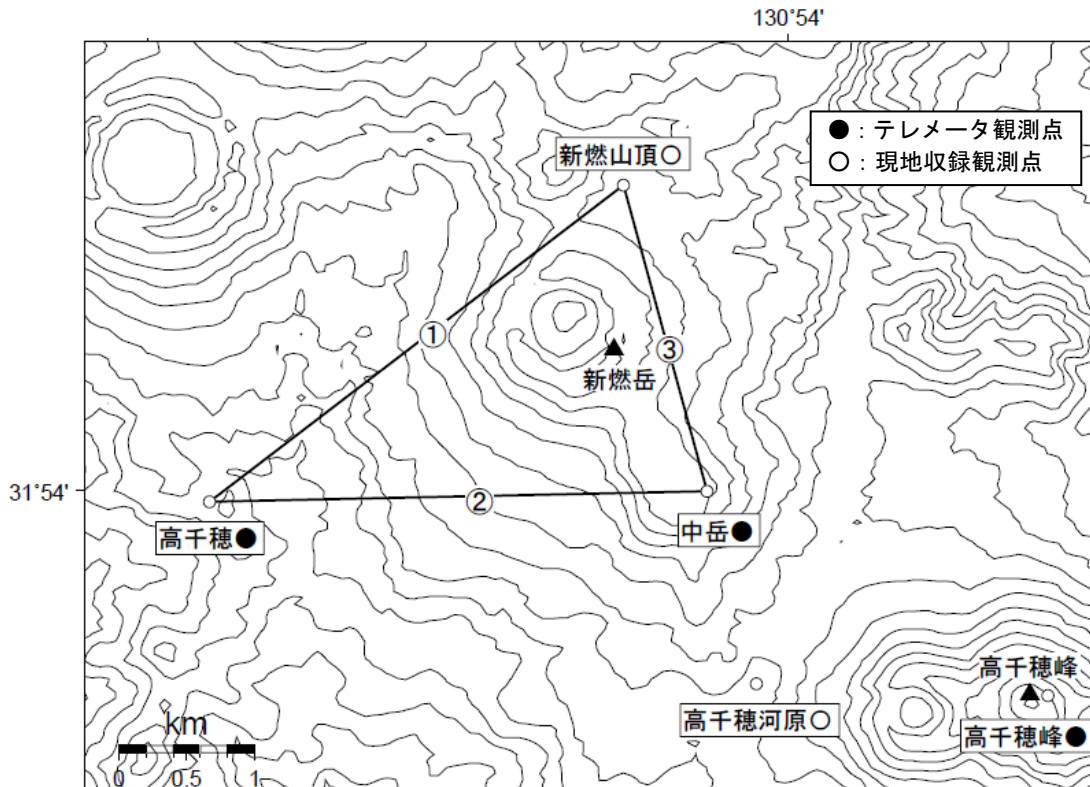 130°54'
●：テレメータ観測点
○：現地収録観測点
新燃山頂○
①
③
新燃岳
31°54'
②
高千穂●
中岳●
高千穂峰
高千穂河原○
高千穂峰●
km
0 0.5 1